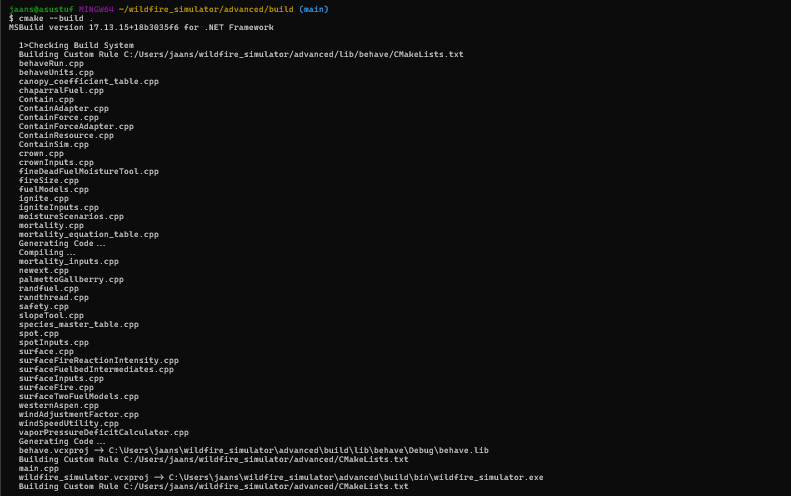 jaans@asustuf MINGW64 ~/wildfire_simulator/advanced/build (main)
$ cmake --build .
MSBuild version 17.13.15+18b3035f6 for .NET Framework
1>Checking Build System
Building Custom Rule C:/Users/jaans/wildfire_simulator/advanced/lib/behave/CMakeLists.txt
behaveRun.cpp
behaveUnits.cpp
canopy_coefficient_table.cpp
chaparralFuel.cpp
Contain.cpp
ContainAdapter.cpp
ContainForce.cpp
ContainForceAdapter.cpp
ContainResource.cpp
ContainSim.cpp
crown.cpp
crownInputs.cpp
fineDeadFuelMoistureTool.cpp
fireSize.cpp
fuelModels.cpp
ignite.cpp
igniteInputs.cpp
moistureScenarios.cpp
mortality.cpp
mortality_equation_table.cpp
Generating Code...
Compiling...
mortality_inputs.cpp
newext.cpp
palmettoGallberry.cpp
randfuel.cpp
randthread.cpp
safety.cpp
slopeTool.cpp
species_master_table.cpp
spot.cpp
spotInputs.cpp
surface.cpp
surfaceFireReactionIntensity.cpp
surfaceFuelbedIntermediates.cpp
surfaceInputs.cpp
surfaceFire.cpp
surfaceTwoFuelModels.cpp
westernAspen.cpp
windAdjustmentFactor.cpp
windSpeedUtility.cpp
vaporPressureDeficitCalculator.cpp
Generating Code...
behave.vcxproj -> C:\Users\jaans\wildfire_simulator\advanced\build\lib\behave\Debug\behave.lib
Building Custom Rule C:/Users/jaans/wildfire_simulator/advanced/CMakeLists.txt
main.cpp
wildfire_simulator.vcxproj -> C:\Users\jaans\wildfire_simulator\advanced\build\bin\wildfire_simulator.exe
Building Custom Rule C:/Users/jaans/wildfire_simulator/advanced/CMakeLists.txt